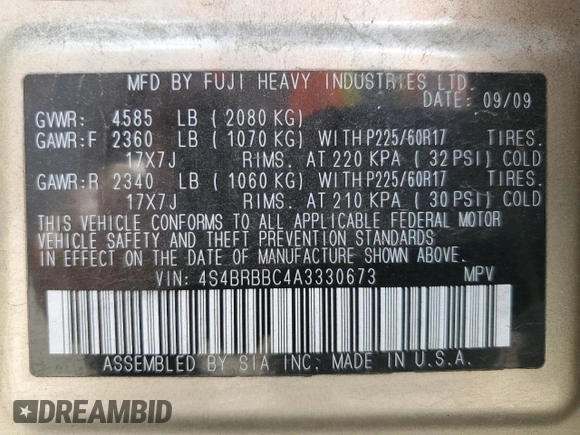 MFD BY FUJI HEAVY INDUSTRIES LTD.
DATE: 09/09
GVWR: 4585 LB ( 2080 KG)
GAWR:F 2360 LB ( 1070 KG) WITH P225/60R17 TIRES.
17X7J RIMS. AT 220 KPA ( 32 PSI) COLD
GAWR:R 2340 LB ( 1060 KG) WITH P225/60R17 TIRES.
17X7J RIMS. AT 210 KPA ( 30 PSI) COLD
THIS VEHICLE CONFORMS TO ALL APPLICABLE FEDERAL MOTOR
VEHICLE SAFETY AND THEFT PREVENTION STANDARDS
IN EFFECT ON THE DATE OF MANUFACTURE SHOWN ABOVE.
VIN: 4S4BRBBC4A3330673 MPV
ASSEMBLED BY SIA INC. MADE IN U.S.A.
DREAMBID